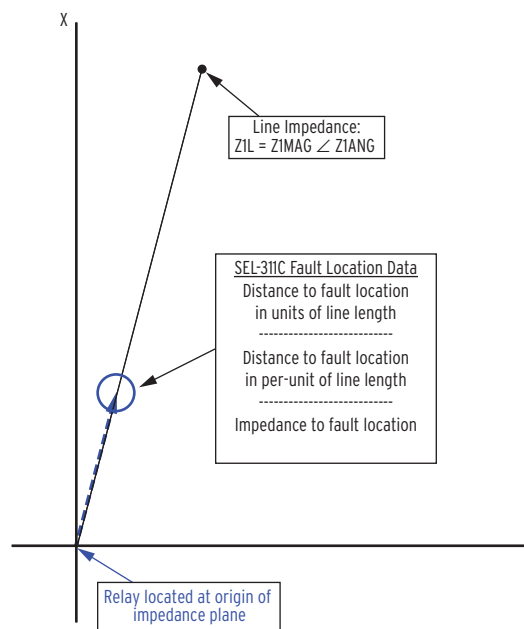 X
Line Impedance:
Z1L = Z1MAG ∠ Z1ANG
SEL-311C Fault Location Data
Distance to fault location
in units of line length
---------------------------
Distance to fault location
in per-unit of line length
---------------------------
Impedance to fault location
Relay located at origin of
impedance plane